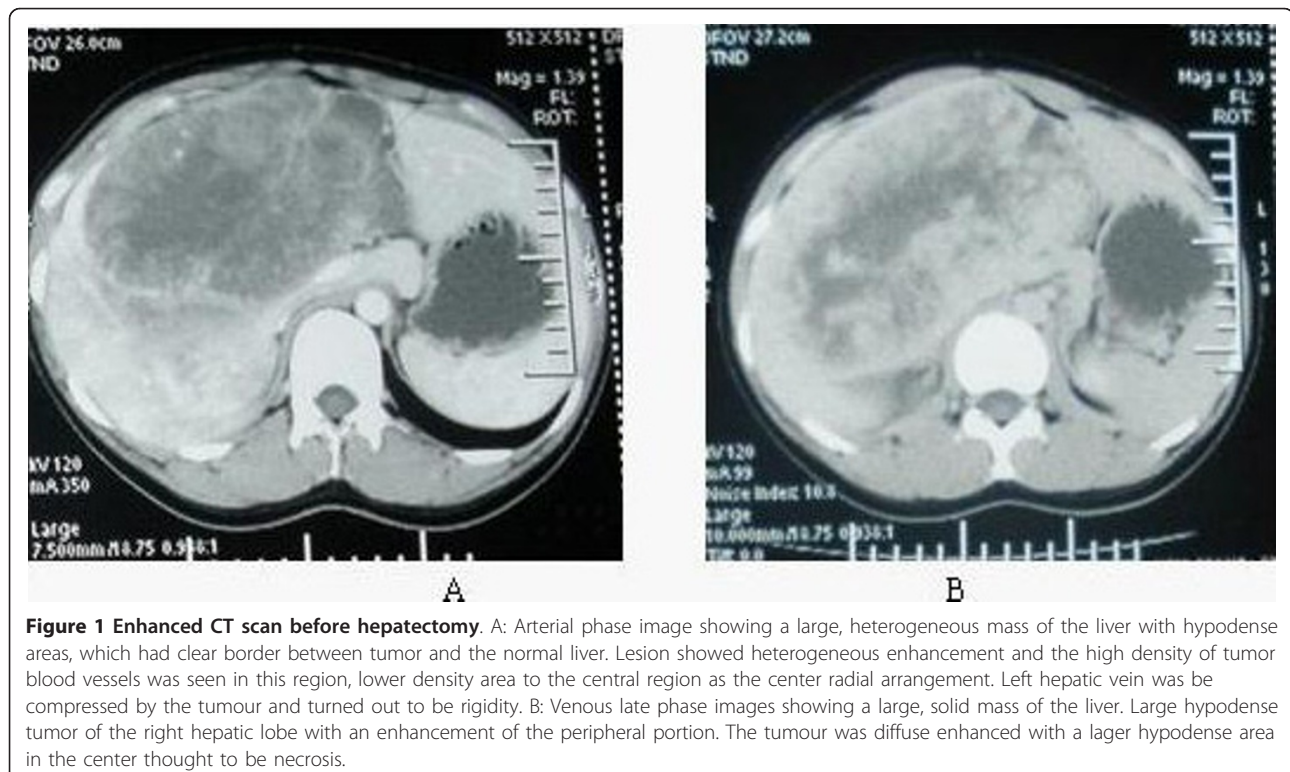 FOV 26.0cm
512 X 512
Mag = 1.39
FL:
ROT:
kV 120
mA 350
Large
A
DFOV 27.2cm
STND
512 X 512
Mag = 1.39
FL:
ROT:
kV 120
mA 99
Noise Index: 10.8
Large
B
Figure 1 Enhanced CT scan before hepatectomy. A: Arterial phase image showing a large, heterogeneous mass of the liver with hypodense
areas, which had clear border between tumor and the normal liver. Lesion showed heterogeneous enhancement and the high density of tumor
blood vessels was seen in this region, lower density area to the central region as the center radial arrangement. Left hepatic vein was be
compressed by the tumour and turned out to be rigidity. B: Venous late phase images showing a large, solid mass of the liver. Large hypodense
tumor of the right hepatic lobe with an enhancement of the peripheral portion. The tumour was diffuse enhanced with a lager hypodense area
in the center thought to be necrosis.